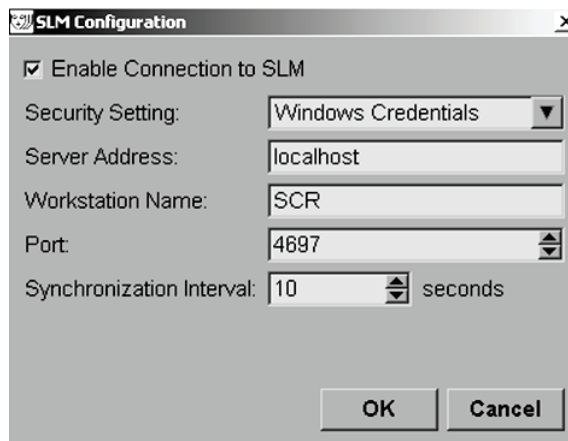 SLM Configuration
Enable Connection to SLM
Security Setting: Windows Credentials
Server Address: localhost
Workstation Name: SCR
Port: 4697
Synchronization Interval: 10 seconds
OK Cancel